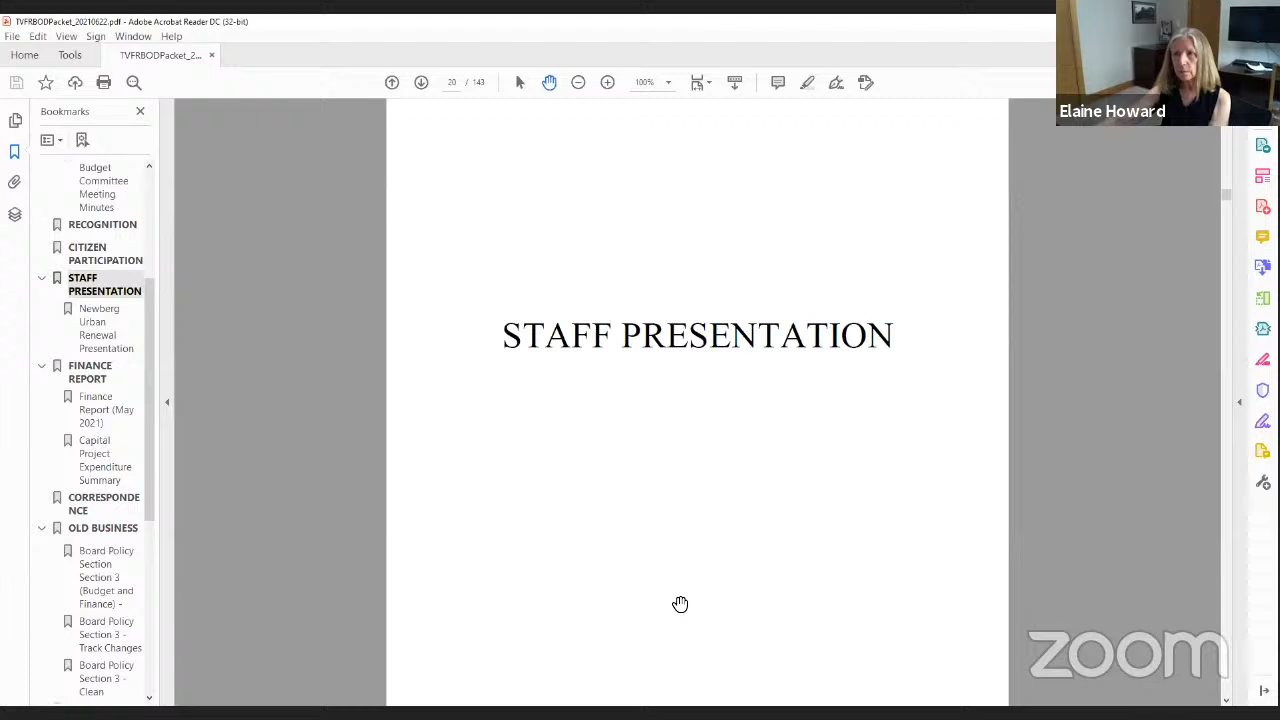 TVFRBODPacket_20210622.pdf - Adobe Acrobat Reader DC (32-bit)
File Edit View Sign Window Help
Home Tools TVFRBODPacket_2... ×
20 / 143 100%
Elaine Howard
Bookmarks
Budget
Committee
Meeting
Minutes
RECOGNITION
CITIZEN
PARTICIPATION
STAFF
PRESENTATION
Newberg
Urban
Renewal
Presentation
FINANCE
REPORT
Finance
Report (May
2021)
Capital
Project
Expenditure
Summary
CORRESPONDE
NCE
OLD BUSINESS
Board Policy
Section
Section 3
(Budget and
Finance) -
Board Policy
Section 3 -
Track Changes
Board Policy
Section 3 -
Clean
STAFF PRESENTATION
zoom